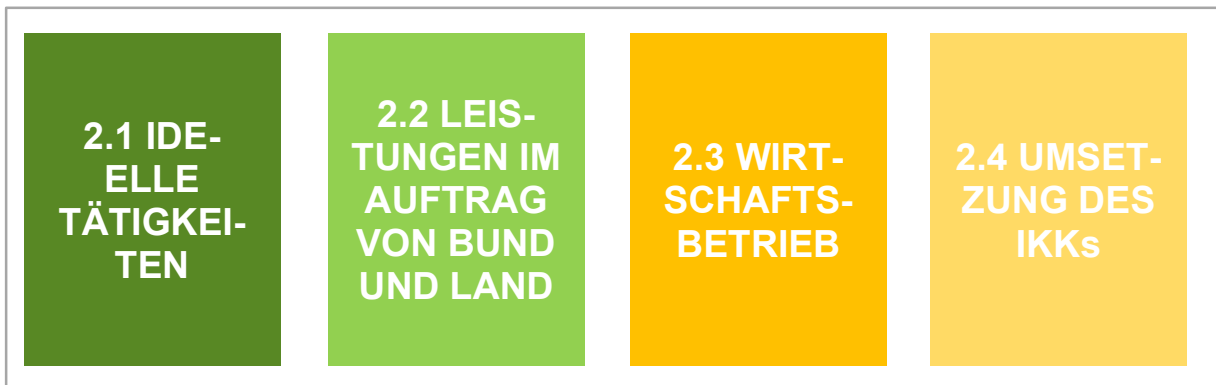 2.1 IDE-
ELLE
TÄTIGKEI-
TEN
2.2 LEIS-
TUNGEN IM
AUFTRAG
VON BUND
UND LAND
2.3 WIRT-
SCHAFTS-
BETRIEB
2.4 UMSET-
ZUNG DES
IKKs